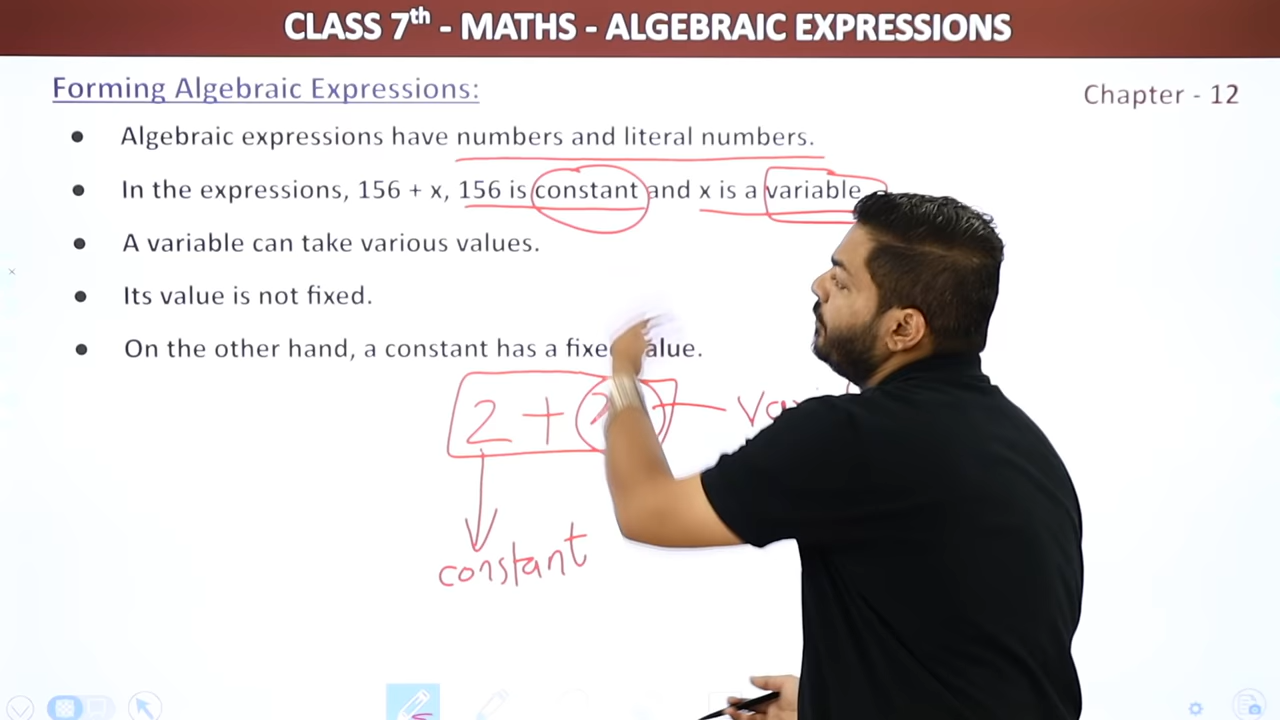 CLASS 7th - MATHS - ALGEBRAIC EXPRESSIONS
Forming Algebraic Expressions:
Chapter - 12
● Algebraic expressions have numbers and literal numbers.
● In the expressions, 156 + x, 156 is constant and x is a variable
● A variable can take various values.
● Its value is not fixed.
● On the other hand, a constant has a value.
2 +
constant